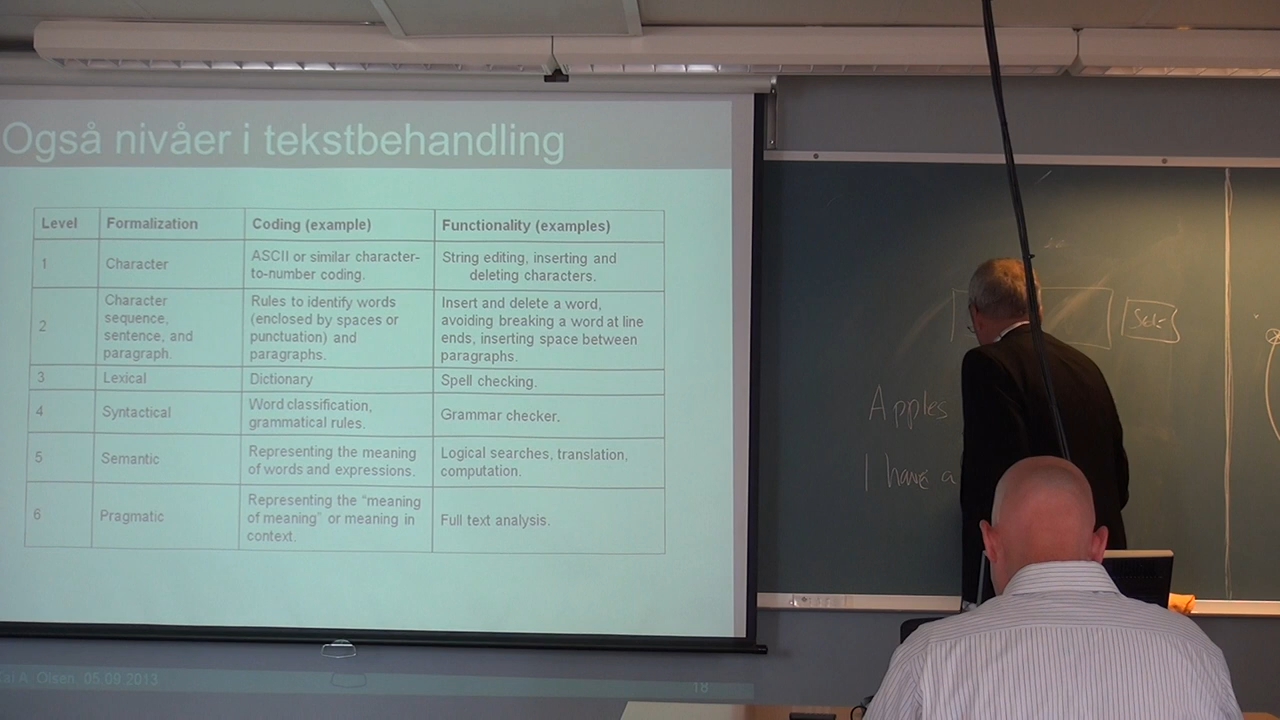 Også nivåer i tekstbehandling
Level Formalization Coding (example) Functionality (examples)
1 Character ASCII or similar character-
to-number coding. String editing, inserting and
deleting characters.
2 Character
sequence,
sentence, and
paragraph. Rules to identify words
(enclosed by spaces or
punctuation) and
paragraphs. Insert and delete a word,
avoiding breaking a word at line
ends, inserting space between
paragraphs.
3 Lexical Dictionary Spell checking.
4 Syntactical Word classification,
grammatical rules. Grammar checker.
5 Semantic Representing the meaning
of words and expressions. Logical searches, translation,
computation.
6 Pragmatic Representing the “meaning
of meaning” or meaning in
context. Full text analysis.
A. Olsen 05.09.2013 18
Apples
I have a